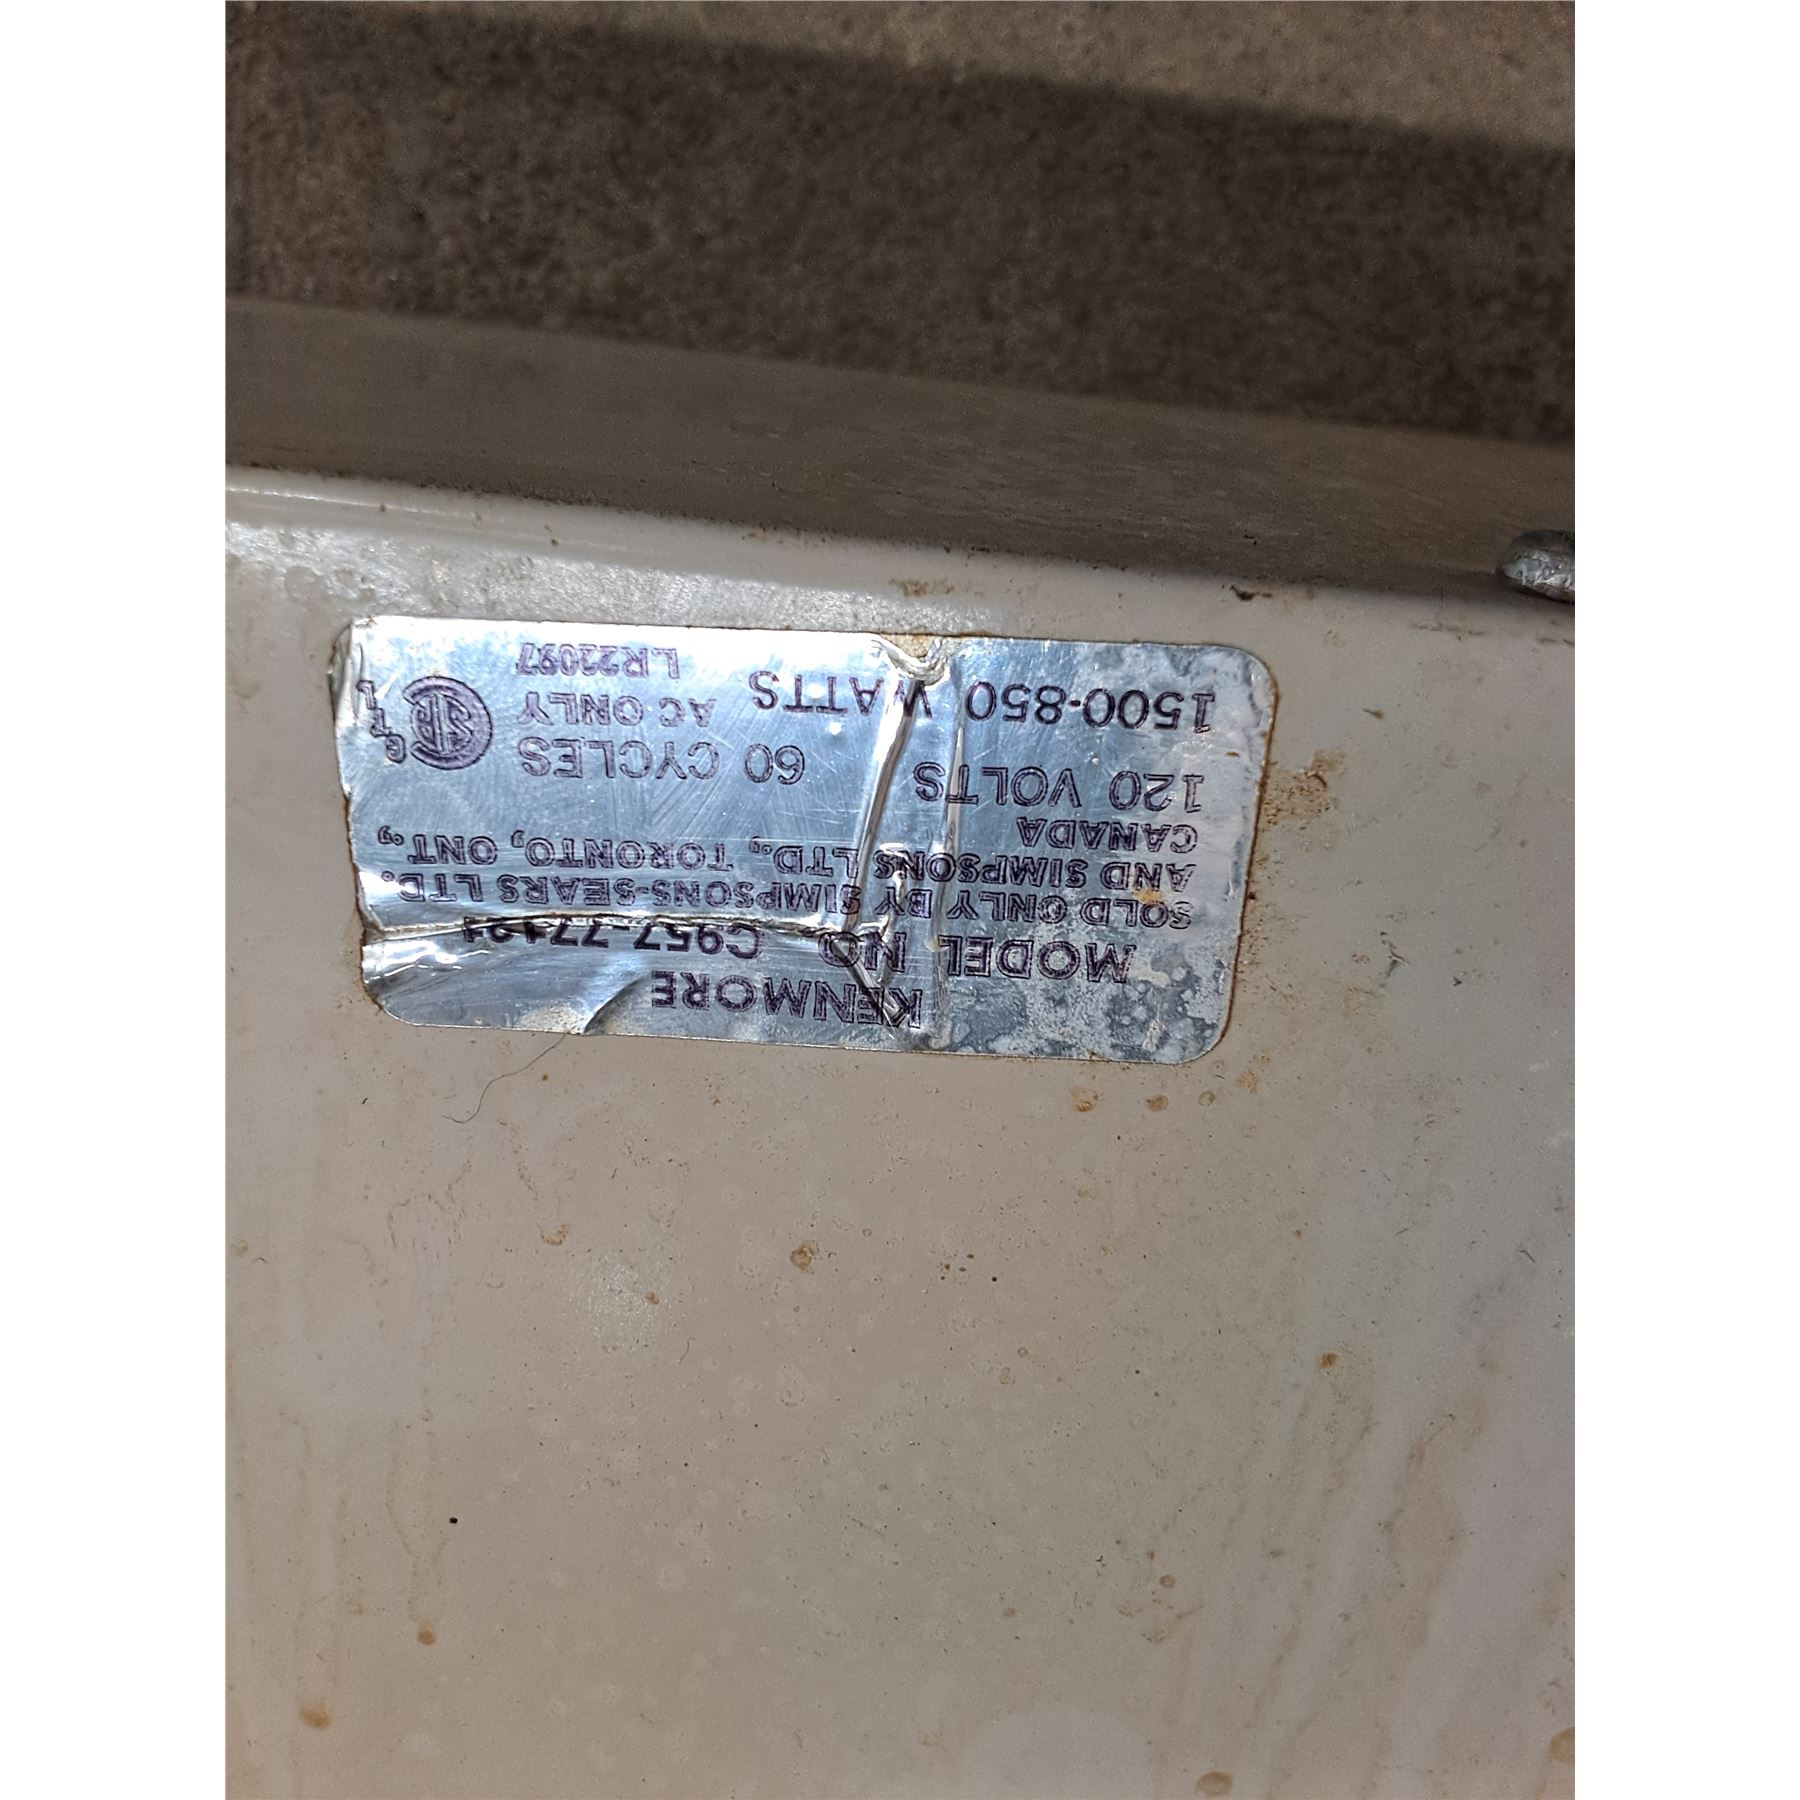 KENMORE
MODEL NO. C957-77121
SOLD ONLY BY SIMPSONS-SEARS LTD.
AND SIMPSONS LTD., TORONTO, ONT.,
CANADA
120 VOLTS 60 CYCLES
1500-850 WATTS AC ONLY
LR22097